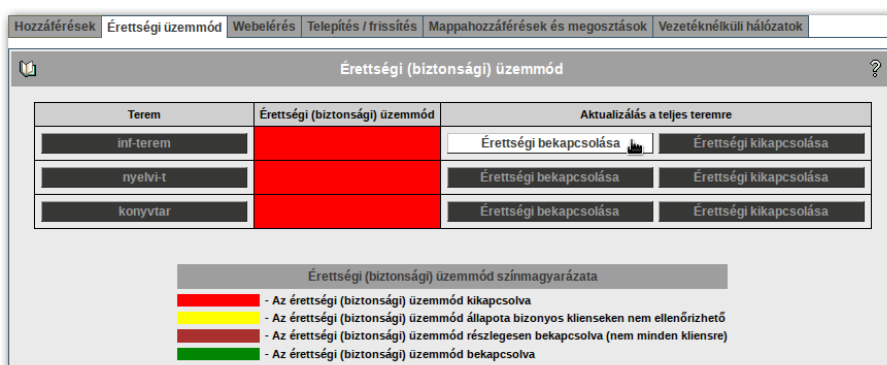 Hozzáférések Érettségi üzemmód Webelérés Telepítés / frissítés Mappahozzáférések és megosztások Vezetéknélküli hálózatok
Érettségi (biztonsági) üzemmód ?
Terem Érettségi (biztonsági) üzemmód Aktualizálás a teljes teremre
inf-terem Érettségi bekapcsolása Érettségi kikapcsolása
nyelvi-t Érettségi bekapcsolása Érettségi kikapcsolása
konyvtar Érettségi bekapcsolása Érettségi kikapcsolása
Érettségi (biztonsági) üzemmód színmagyarázata
- Az érettségi (biztonsági) üzemmód kikapcsolva
- Az érettségi (biztonsági) üzemmód állapota bizonyos klienseken nem ellenőrizhető
- Az érettségi (biztonsági) üzemmód részlegesen bekapcsolva (nem minden kliensre)
- Az érettségi (biztonsági) üzemmód bekapcsolva